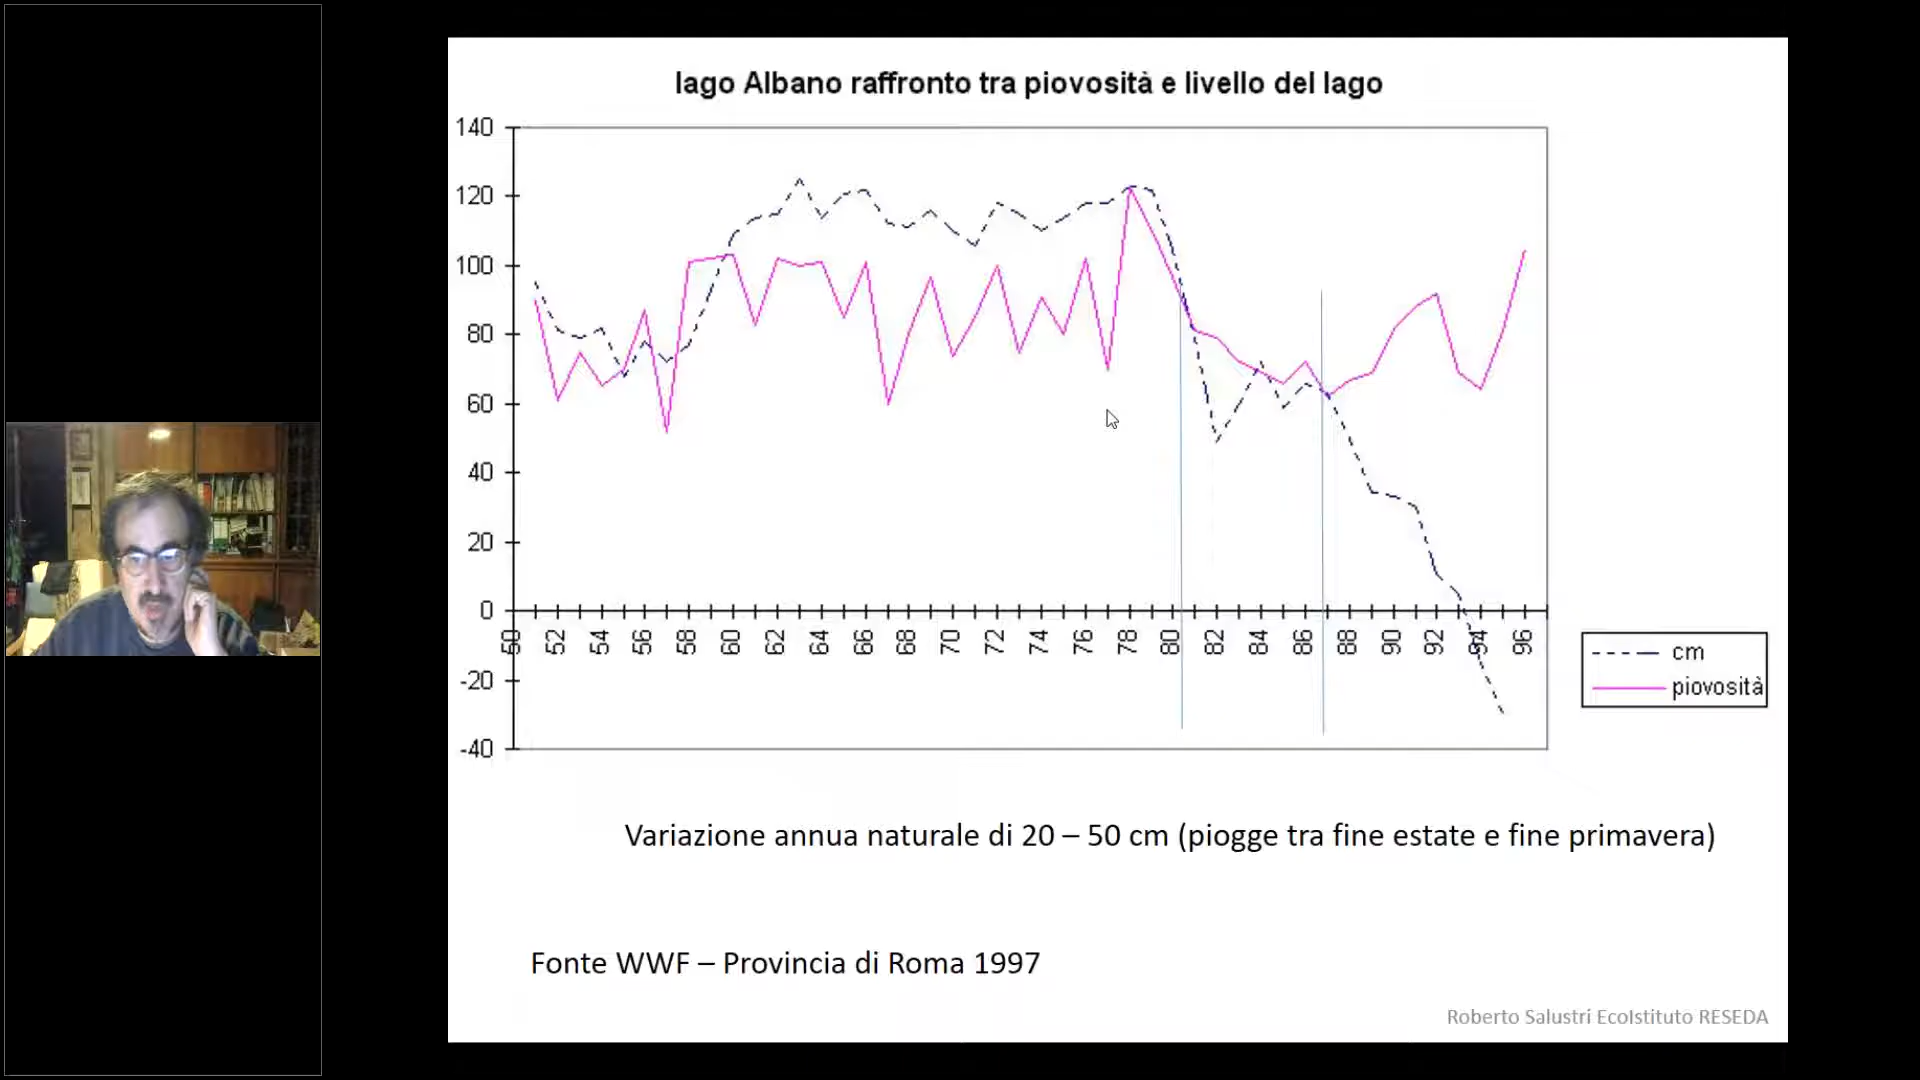 lago Albano raffronto tra piovosità e livello del lago
140
120
100
80
60
40
20
0
-20
-40
50 52 54 56 58 60 62 64 66 68 70 72 74 76 78 80 82 84 86 88 90 92 94 96
cm
piovosità
Variazione annua naturale di 20 – 50 cm (piogge tra fine estate e fine primavera)
Fonte WWF – Provincia di Roma 1997
Roberto Salustri EcoIstituto RESEDA